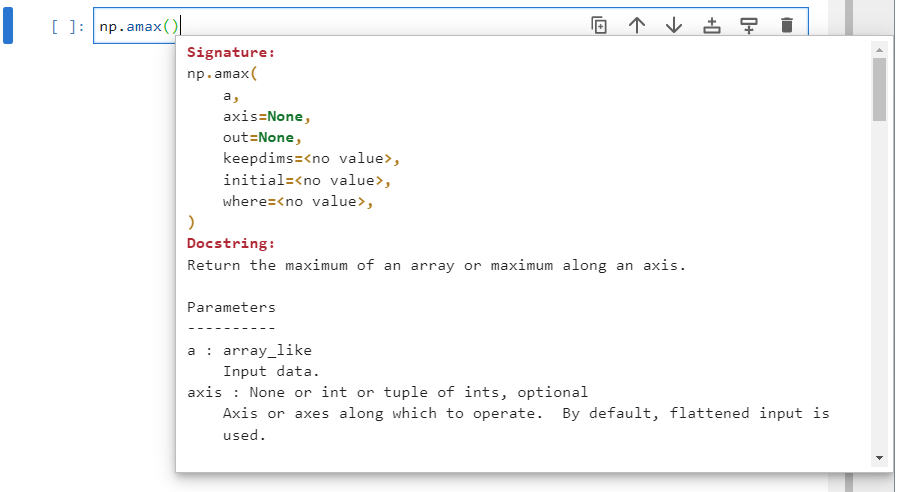 [ ]: np.amax()
Signature:
np.amax(
    a,
    axis=None,
    out=None,
    keepdims=<no value>,
    initial=<no value>,
    where=<no value>,
)
Docstring:
Return the maximum of an array or maximum along an axis.

Parameters
----------
a : array_like
    Input data.
axis : None or int or tuple of ints, optional
    Axis or axes along which to operate.  By default, flattened input is
    used.